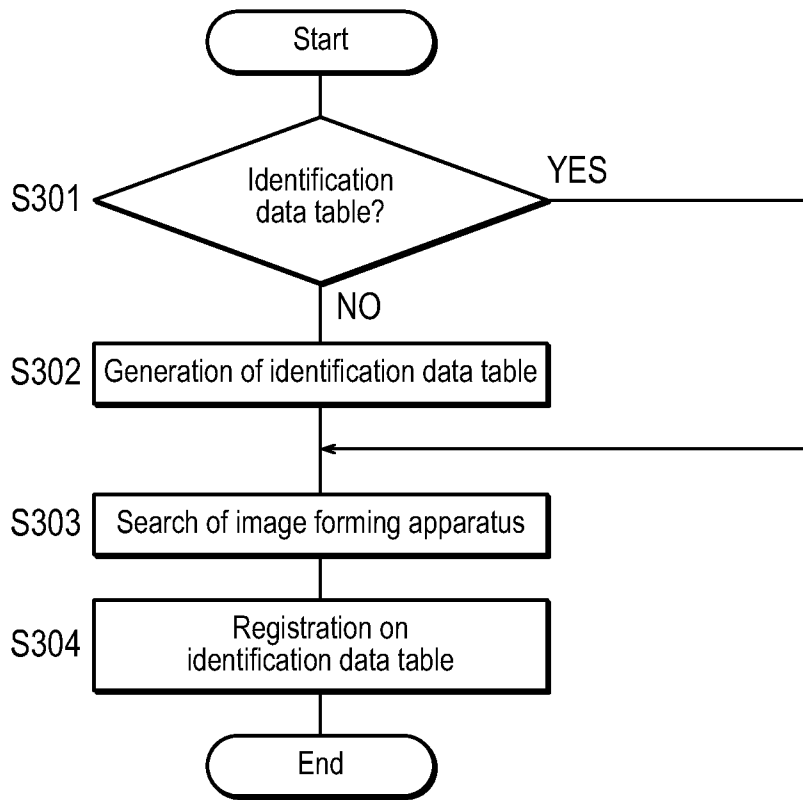 Start
S301
Identification
data table?
YES
NO
S302
Generation of identification data table
S303
Search of image forming apparatus
S304
Registration on
identification data table
End